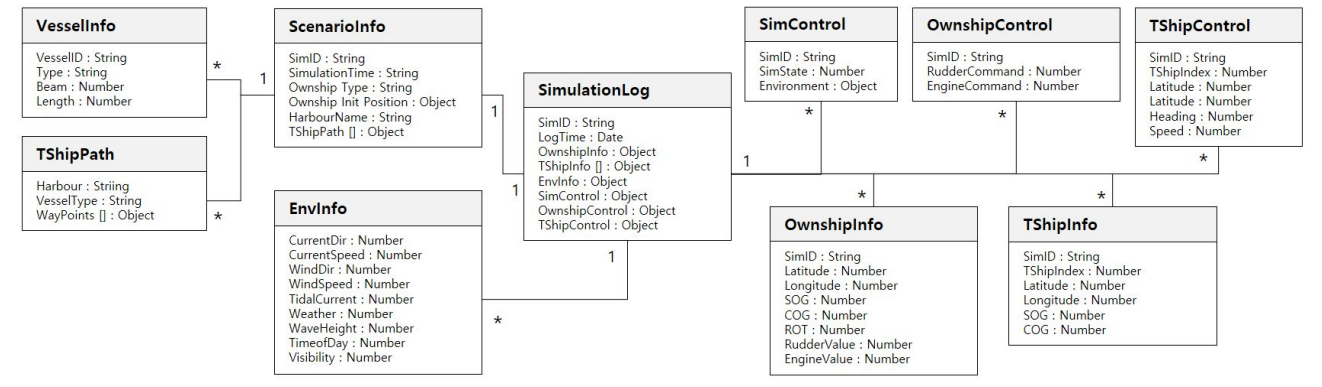 VesselInfo
VesselID : String
Type : String
Beam : Number
Length : Number
*
TShipPath
Harbour : Striing
VesselType : String
WayPoints [] : Object
*
1
ScenarioInfo
SimID : String
SimulationTime : String
Ownship Type : String
Ownship Init Position : Object
HarbourName : String
TShipPath [] : Object
1
EnvInfo
CurrentDir : Number
CurrentSpeed : Number
WindDir : Number
WindSpeed : Number
TidalCurrent : Number
Weather : Number
WaveHeight : Number
TimeofDay : Number
Visibility : Number
*
1
SimulationLog
SimID : String
LogTime : Date
OwnshipInfo : Object
TShipInfo [] : Object
EnvInfo : Object
SimControl : Object
OwnshipControl : Object
TShipControl : Object
1
1
SimControl
SimID : String
SimState : Number
Environment : Object
*
OwnshipControl
SimID : String
RudderCommand : Number
EngineCommand : Number
*
TShipControl
SimID : String
TShipIndex : Number
Latitude : Number
Latitude : Number
Heading : Number
Speed : Number
*
*
OwnshipInfo
SimID : String
Latitude : Number
Longitude : Number
SOG : Number
COG : Number
ROT : Number
RudderValue : Number
EngineValue : Number
*
TShipInfo
SimID : String
TShipIndex : Number
Latitude : Number
Longitude : Number
SOG : Number
COG : Number